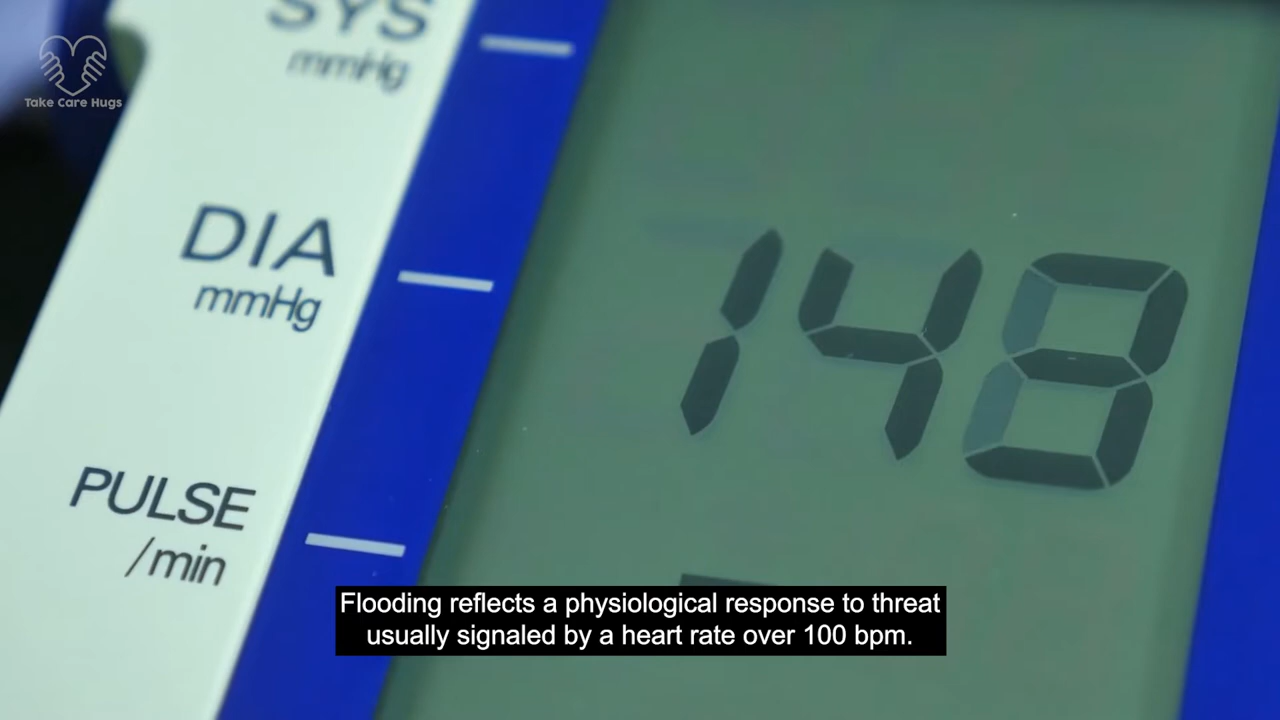 Take Care Hugs
SYS
mmHg
DIA
mmHg
PULSE
/min
143
Flooding reflects a physiological response to threat
usually signaled by a heart rate over 100 bpm.